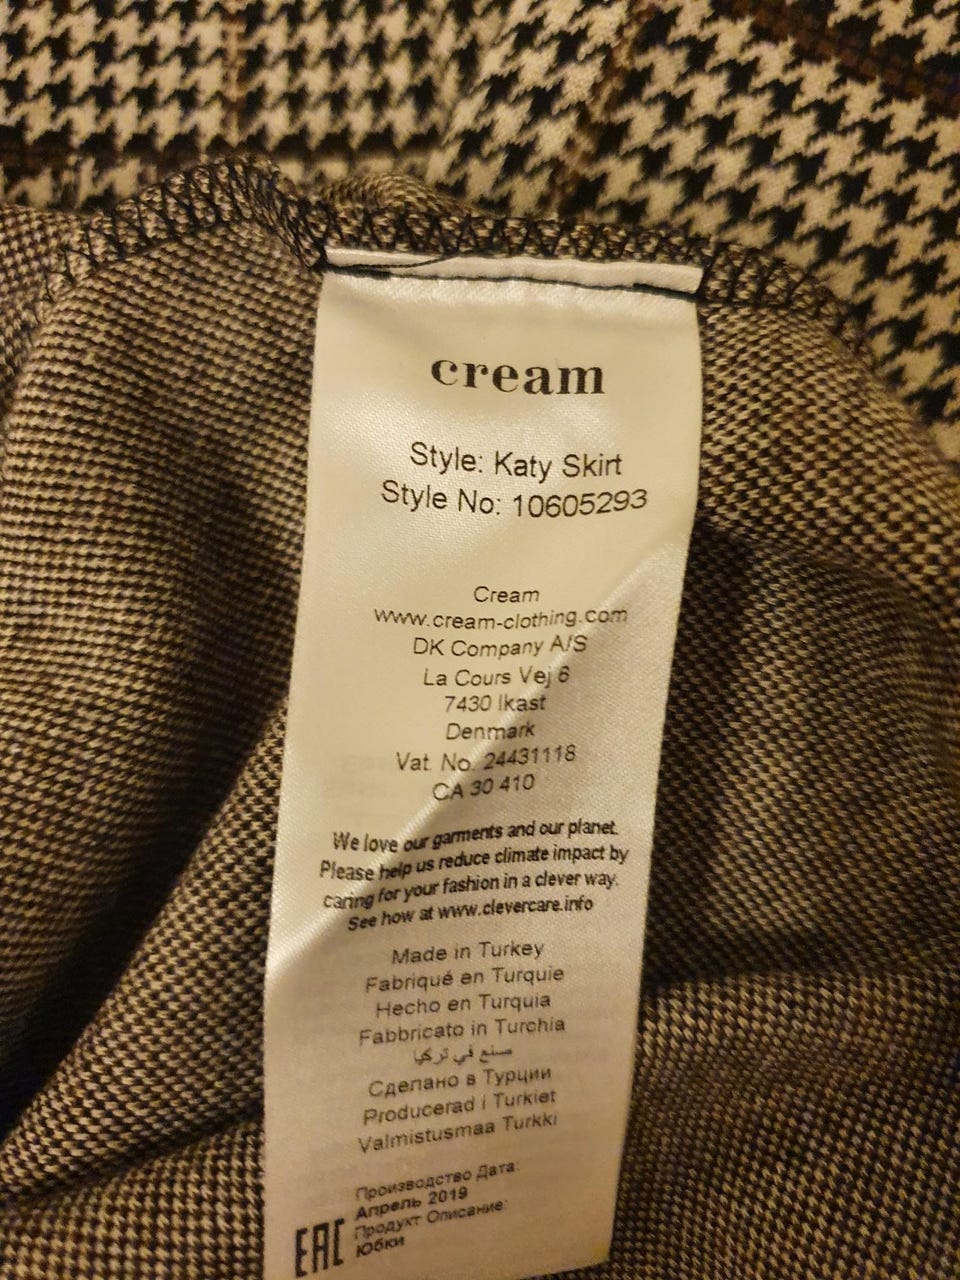 cream
Style: Katy Skirt
Style No: 10605293
Cream
www.cream-clothing.com
DK Company A/S
La Cours Vej 6
7430 Ikast
Denmark
Vat. No. 24431118
CA 30 410
We love our garments and our planet.
Please help us reduce climate impact by
caring for your fashion in a clever way.
See how at www.clevercare.info
Made in Turkey
Fabriqué en Turquie
Hecho en Turquia
Fabbricato in Turchia
صنع في تركيا
Сделано в Турции
Producerad i Turkiet
Valmistusmaa Turkki
Производство Дата:
Апрель 2019
Продукт Описание:
Юбки
EAC